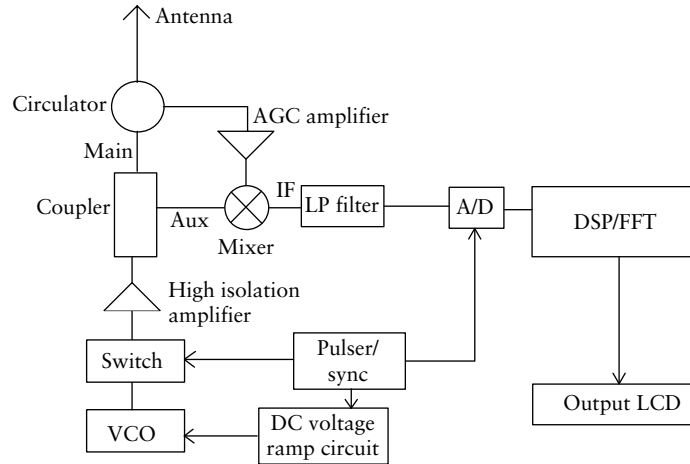 Antenna
Circulator
AGC amplifier
Main
IF
Coupler
LP filter
A/D
DSP/FFT
Aux
Mixer
High isolation
amplifier
Switch
Pulser/
sync
Output LCD
VCO
DC voltage
ramp circuit